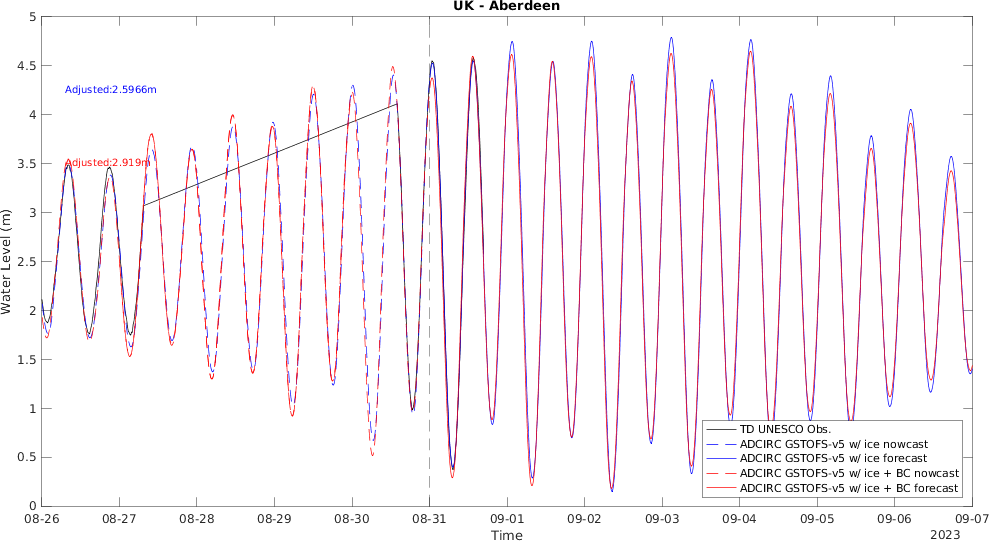 UK - Aberdeen
5
4.5
4
3.5
3
2.5
2
1.5
1
0.5
0
Water Level (m)
Adjusted:2.5966m
Adjusted:2.919m
TD UNESCO Obs.
ADCIRC GSTOFS-v5 w/ ice nowcast
ADCIRC GSTOFS-v5 w/ ice forecast
ADCIRC GSTOFS-v5 w/ ice + BC nowcast
ADCIRC GSTOFS-v5 w/ ice + BC forecast
08-26 08-27 08-28 08-29 08-30 08-31 09-01 09-02 09-03 09-04 09-05 09-06 09-07
Time
2023